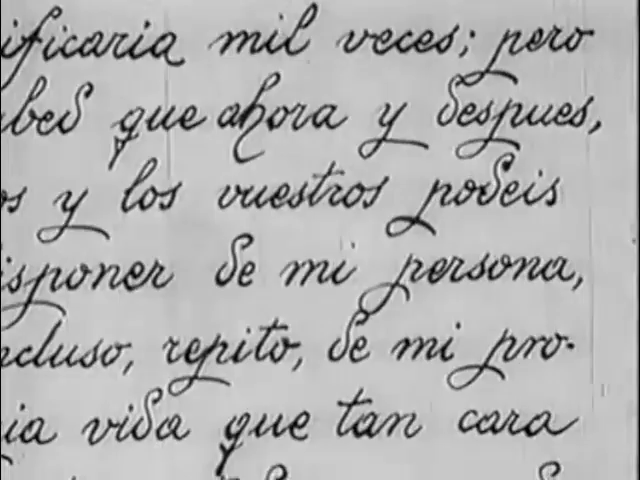 ificaria mil veces; pero
bed que ahora y despues,
os y los vuestros podeis
isponer de mi persona,
ncluso, repito, de mi pro-
ia vida que tan cara